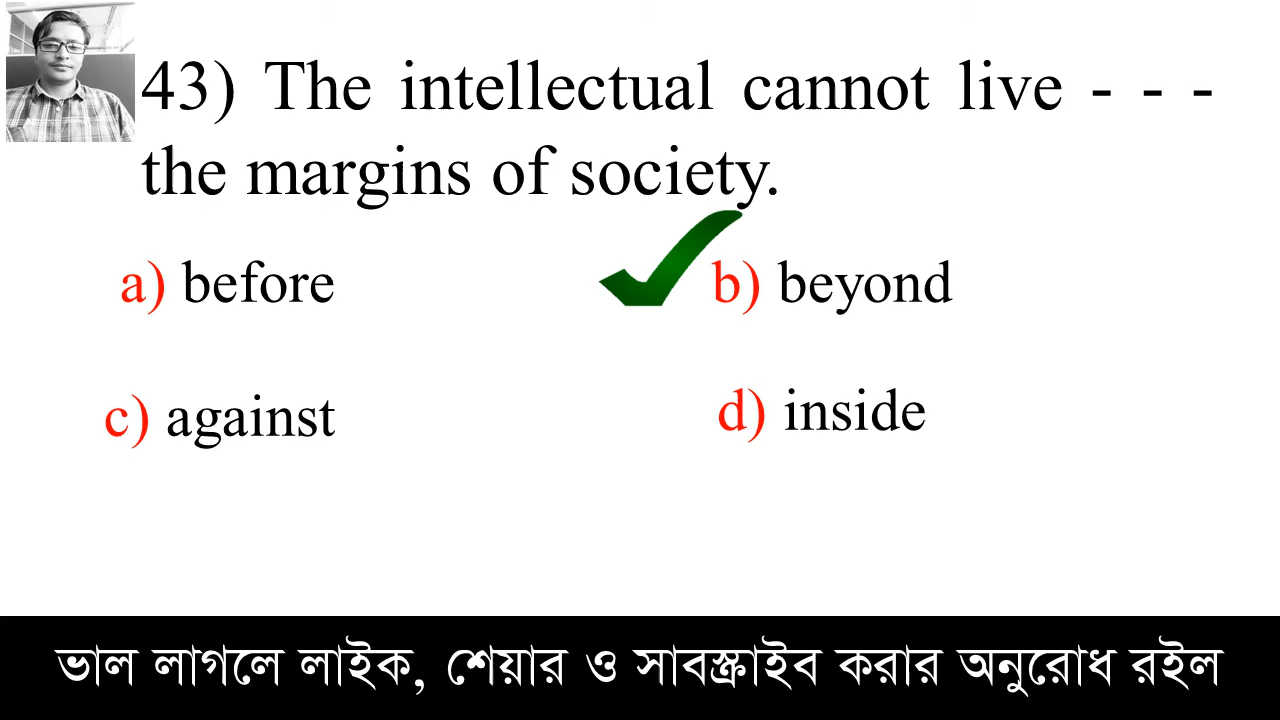 43) The intellectual cannot live - - -
the margins of society.
a) before
b) beyond
c) against
d) inside
ভাল লাগলে লাইক, শেয়ার ও সাবস্ক্রাইব করার অনুরোধ রইল